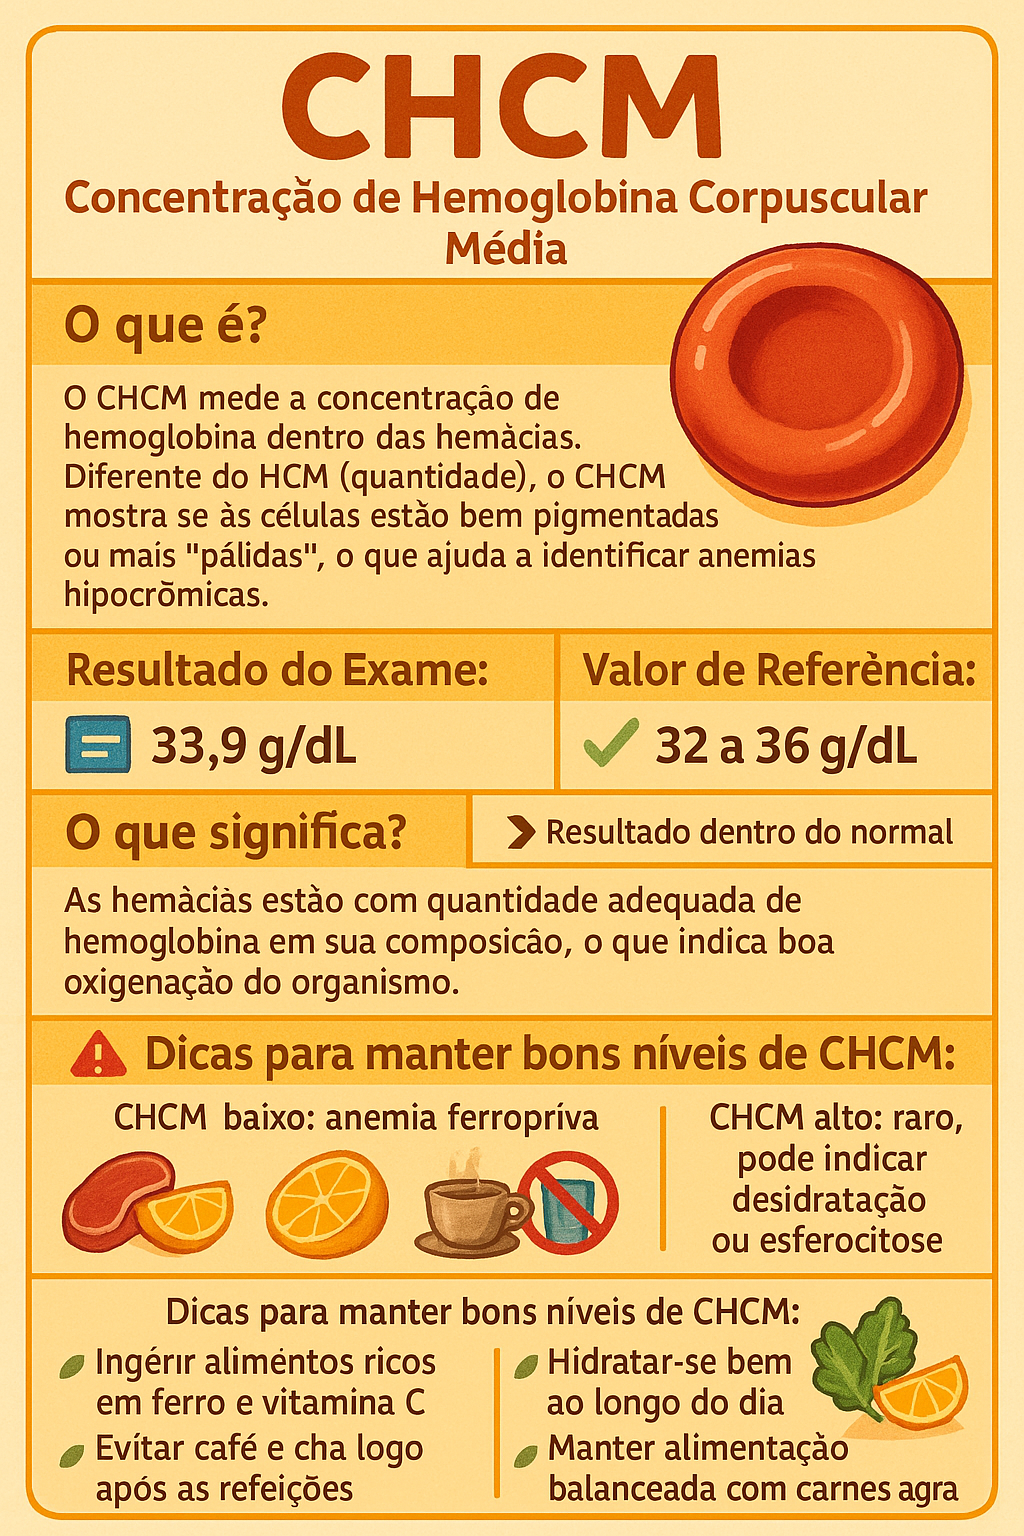 CHCM
Concentração de Hemoglobina Corpuscular
Média
O que é?
O CHCM mede a concentraçâo de
hemoglobina dentro das hemàcias.
Diferente do HCM (quantidade), o CHCM
mostra se às células estão bem pigmentadas
ou mais "pálidas", o que ajuda a identificar anemias
hipocrõmicas.
Resultado do Exame:
33,9 g/dL
Valor de Referència:
32 a 36 g/dL
O que significa?
Resultado dentro do normal
As hemàciàs estào com quantidade adequada de
hemoglobina em sua composicâo, o que indica boa
oxigenação do organismo.
Dicas para manter bons níveis de CHCM:
CHCM baixo: anemia ferropríva
CHCM alto: raro,
pode indicar
desidratação
ou esferocitose
Dicas para manter bons níveis de CHCM:
Ingérir alimentos ricos
em ferro e vitamina C
Evítar café e cha logo
após as refeições
Hidratar-se bem
ao longo do dia
Manter alimentação
balanceada com carnes agra